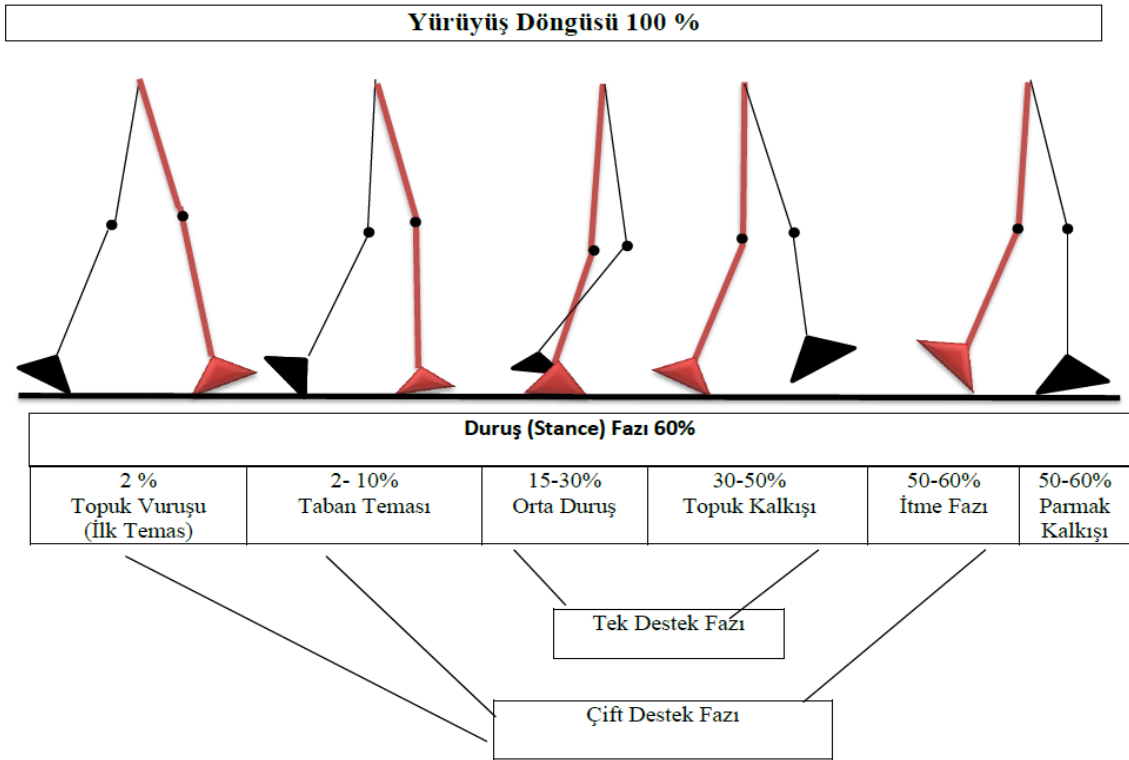 Yürüyüş Döngüsü 100 %
Duruş (Stance) Fazı 60%
2 %
Topuk Vuruşu
(İlk Temas)
2- 10%
Taban Teması
15-30%
Orta Duruş
30-50%
Topuk Kalkışı
50-60%
İtme Fazı
50-60%
Parmak
Kalkışı
Tek Destek Fazı
Çift Destek Fazı